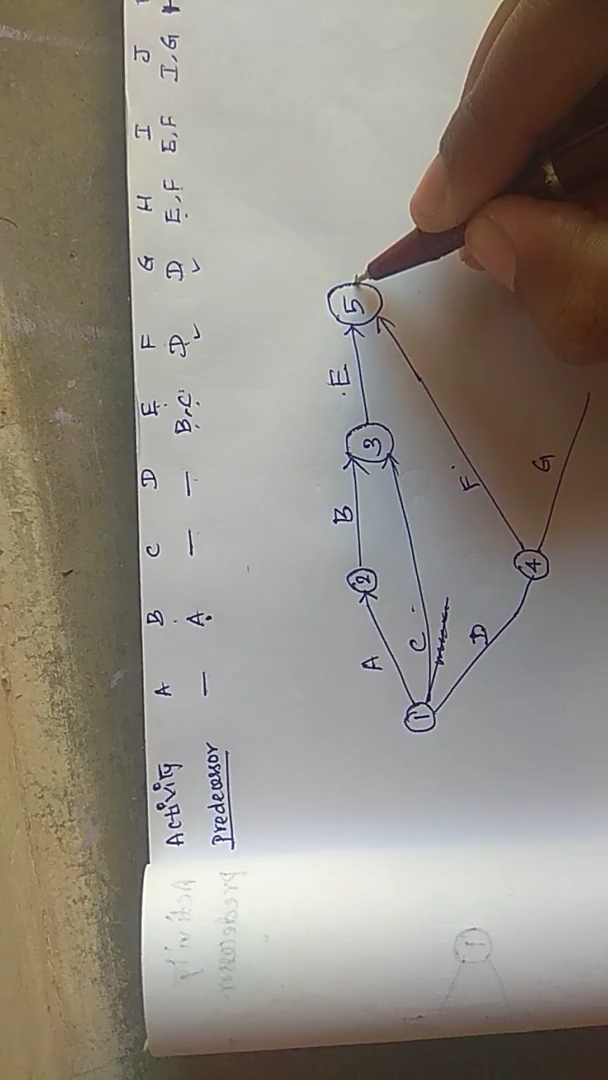 Activity A B C D E F G H I J
Predecessor — A — — B,C D D E,F E,F I,G
A
B
E
1
2
3
5
C
D
F
G
4